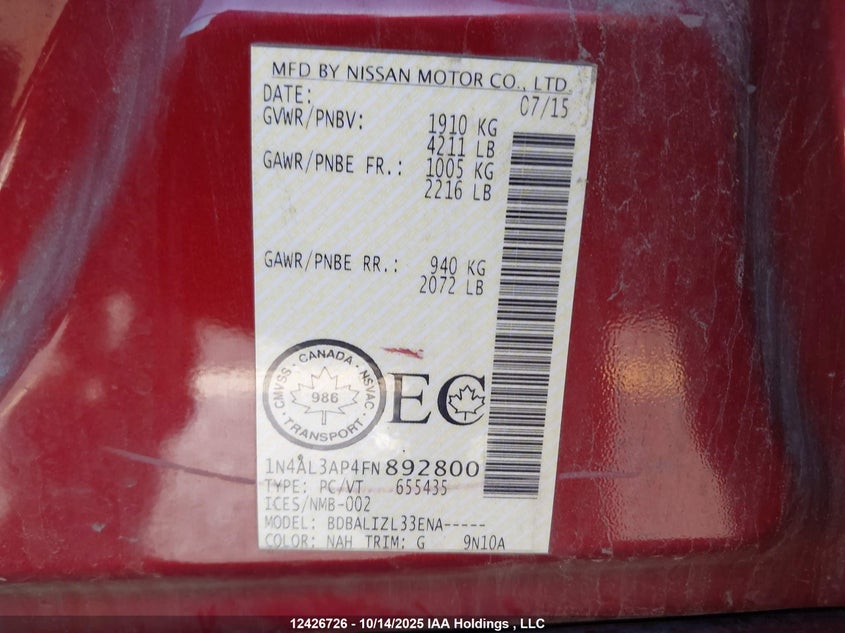 MFD BY NISSAN MOTOR CO., LTD.
DATE: 07/15
GVWR/PNBV: 1910 KG
4211 LB
GAWR/PNBE FR.: 1005 KG
2216 LB
GAWR/PNBE RR.: 940 KG
2072 LB
CANADA
CMVSS · NSVAC
986
TRANSPORT
EC
1N4AL3AP4FN892800
TYPE: PC/VT 655435
ICES/NMB-002
MODEL: BDBALIZL33ENA-----
COLOR: NAH TRIM: G 9N10A
12426726 - 10/14/2025 IAA Holdings , LLC